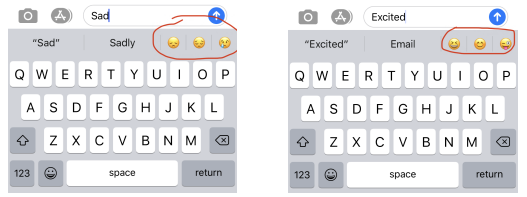 Sad
"Sad" Sadly 😞 😔 😢
Q W E R T Y U I O P
A S D F G H J K L
Z X C V B N M
123 space return
Excited
"Excited" Email 😆 😊 😜
Q W E R T Y U I O P
A S D F G H J K L
Z X C V B N M
123 space return